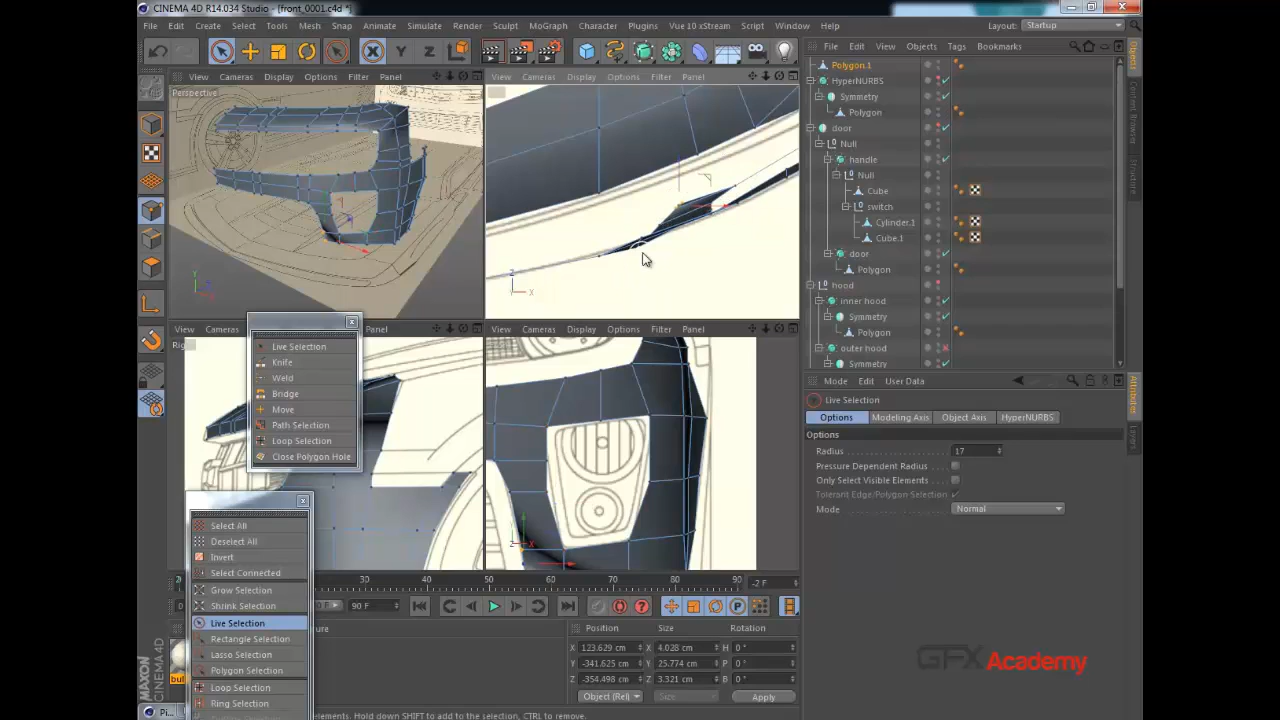 CINEMA 4D R14.034 Studio - [front_0001.c4d *]
File Edit Create Select Tools Mesh Snap Animate Simulate Render Sculpt MoGraph Character Plugins Vue 10 xStream Script Window Help Layout: Startup
X Y Z
File Edit View Objects Tags Bookmarks
View Cameras Display Options Filter Panel
View Cameras Display Options Filter Panel
Perspective
Polygon.1
HyperNURBS
Symmetry
Polygon
door
Null
handle
Null
Cube
switch
Cylinder.1
Cube.1
door
Polygon
hood
inner hood
Symmetry
Polygon
outer hood
Symmetry
Objects
Content Browser
Structure
View Cameras Panel
View Cameras Display Options Filter Panel
Live Selection
Knife
Weld
Bridge
Move
Path Selection
Loop Selection
Close Polygon Hole
Select All
Deselect All
Invert
Select Connected
Grow Selection
Shrink Selection
Live Selection
Rectangle Selection
Lasso Selection
Polygon Selection
Loop Selection
Ring Selection
Mode Edit User Data
Live Selection
Options Modeling Axis Object Axis HyperNURBS
Options
Radius 17
Pressure Dependent Radius
Only Select Visible Elements
Tolerant Edge/Polygon Selection
Mode Normal
Attributes
Layers
30 40 50 60 70 80 90 -2 F
90 F
Position Size Rotation
X 123.629 cm X 4.028 cm H 0 °
Y -341.625 cm Y 25.774 cm P 0 °
Z -354.498 cm Z 3.321 cm B 0 °
Object (Rel) Size Apply
GFX Academy
MAXON
CINEMA 4D
elements. Hold down SHIFT to add to the selection, CTRL to remove.